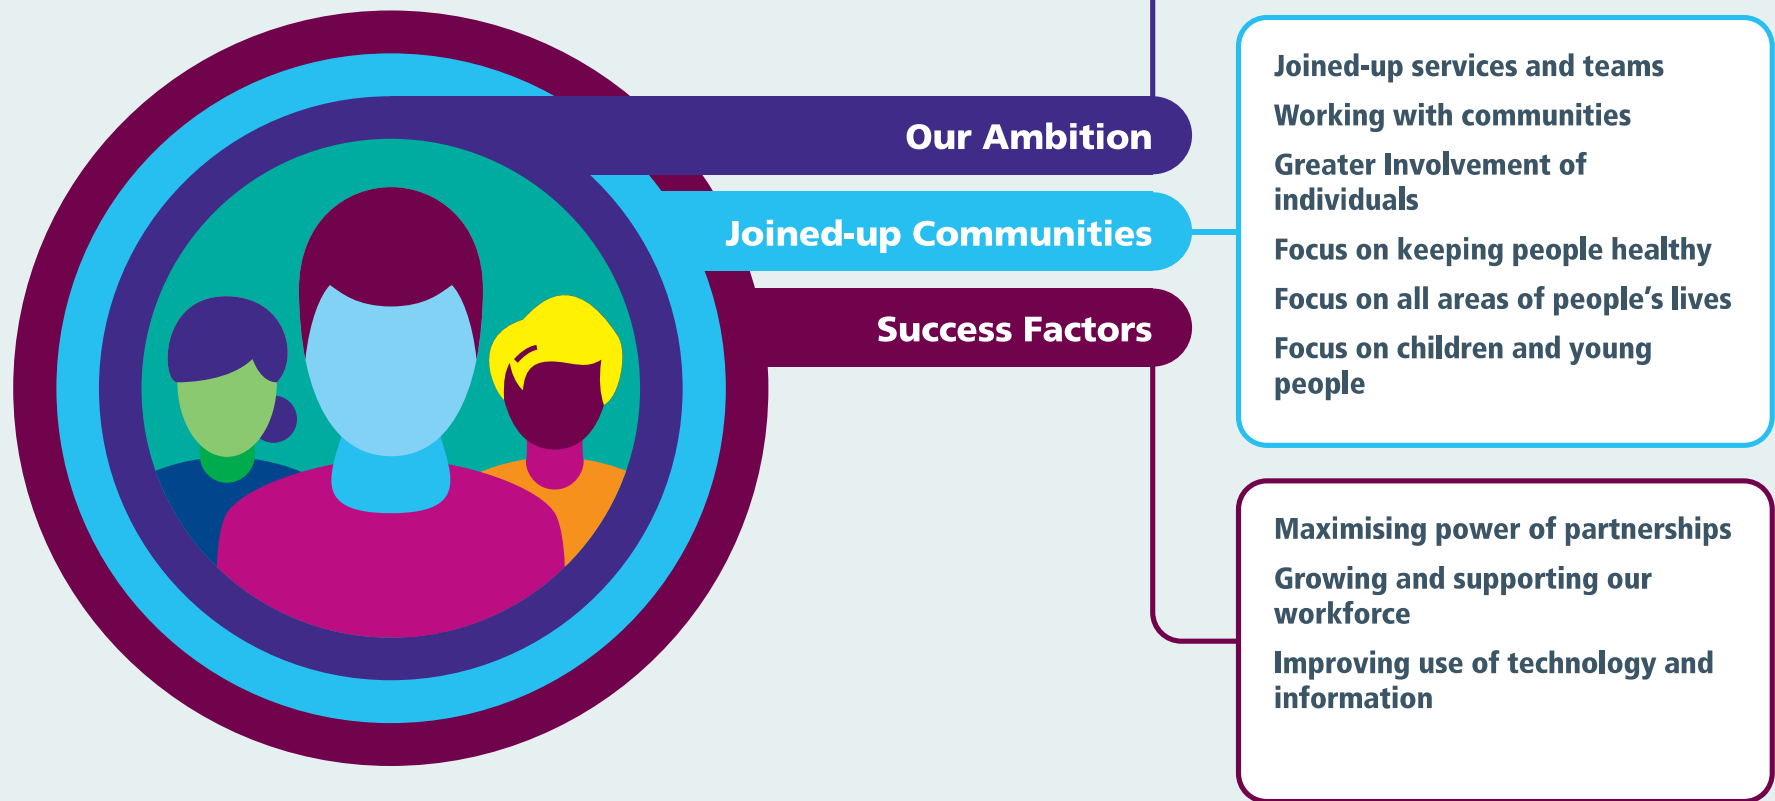 Our Ambition
Joined-up Communities
Success Factors
Joined-up services and teams
Working with communities
Greater Involvement of
individuals
Focus on keeping people healthy
Focus on all areas of people’s lives
Focus on children and young
people
Maximising power of partnerships
Growing and supporting our
workforce
Improving use of technology and
information